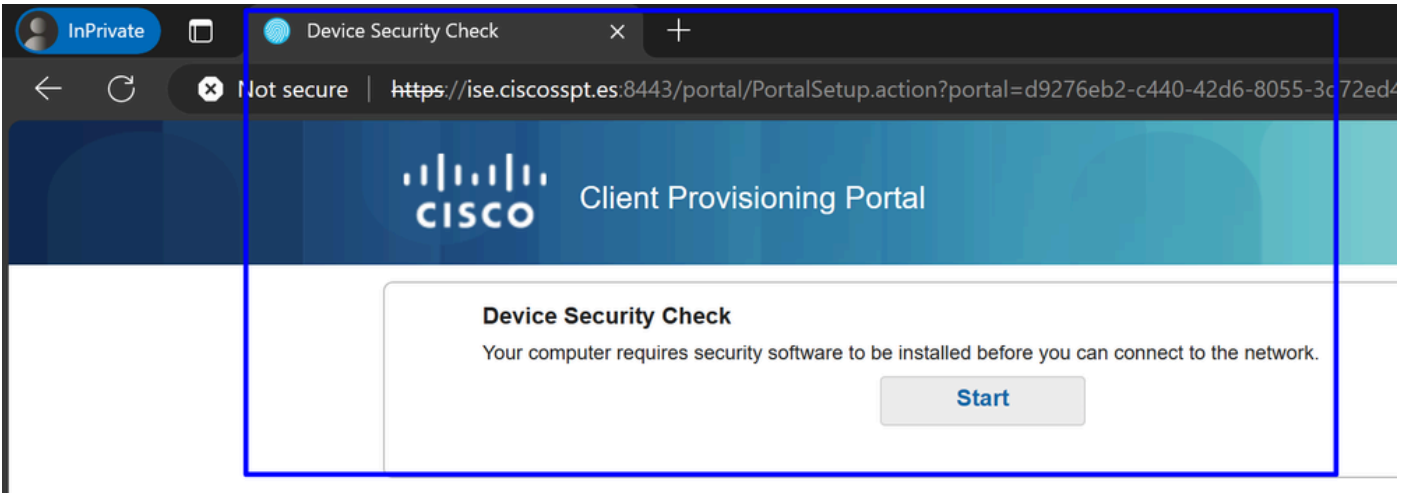 InPrivate
Device Security Check
Not secure | https://ise.ciscosspt.es:8443/portal/PortalSetup.action?portal=d9276eb2-c440-42d6-8055-3c72ed4
CISCO
Client Provisioning Portal
Device Security Check
Your computer requires security software to be installed before you can connect to the network.
Start